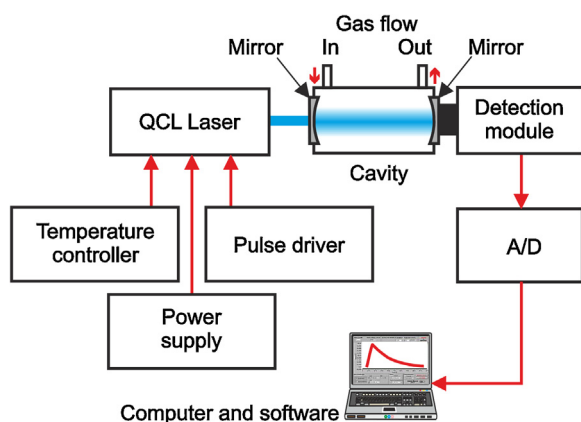 Gas flow
In Out
Mirror
Mirror
QCL Laser
Detection
module
Cavity
Temperature
controller
Pulse driver
A/D
Power
supply
Computer and software